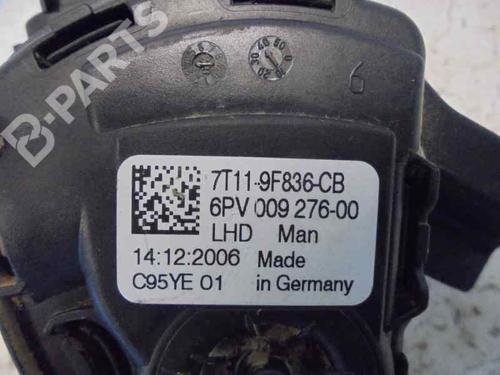 B-PARTS
6
7T11-9F836-CB
6PV 009 276-00
LHD Man
14:12:2006 Made
C95YE 01 in Germany